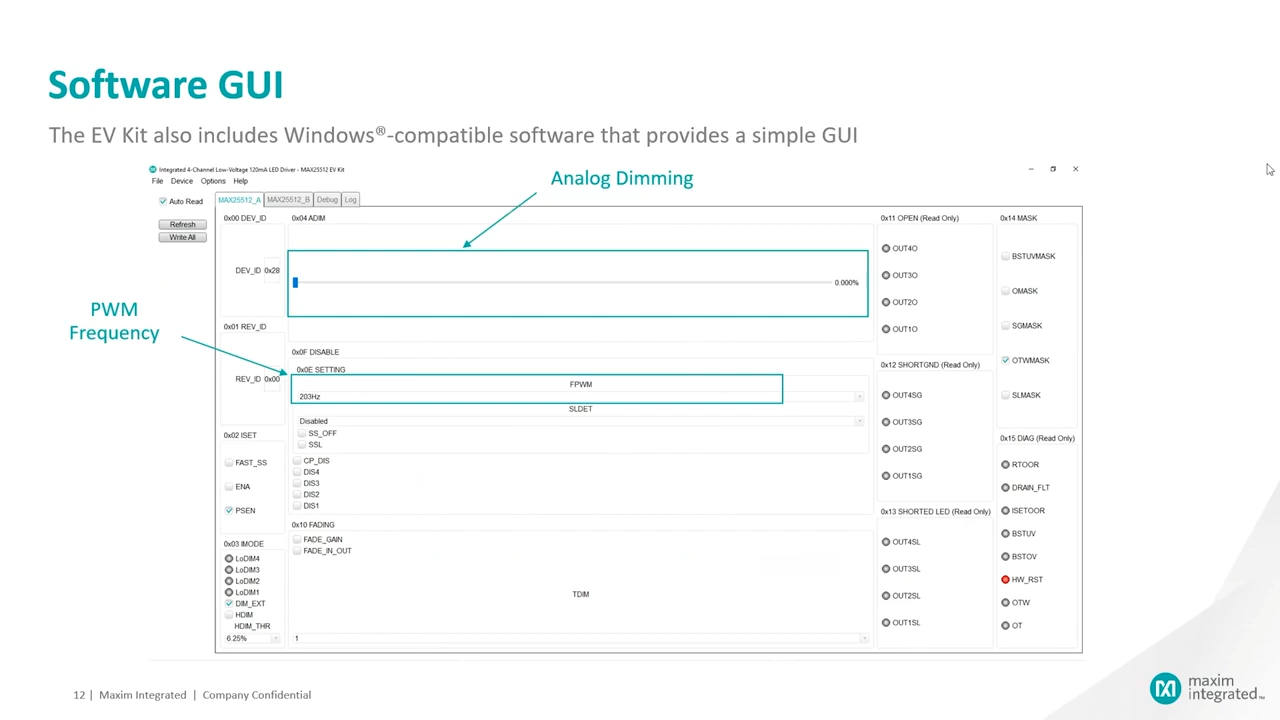 Software GUI
The EV Kit also includes Windows®-compatible software that provides a simple GUI
Integrated 4-Channel Low-Voltage 120mA LED Driver - MAX25512 EV Kit
File Device Options Help
Analog Dimming
Auto Read
Refresh
Write All
MAX25512_A MAX25512_B Debug Log
0x00 DEV_ID
DEV_ID 0x28
0x01 REV_ID
REV_ID 0x00
0x02 ISET
FAST_SS
ENA
PSEN
0x03 IMODE
LoDIM4
LoDIM3
LoDIM2
LoDIM1
DIM_EXT
HDIM
HDIM_THR
6.25%
PWM
Frequency
0x04 ADIM
0.000%
0x0F DISABLE
0x0E SETTING
FPWM
203Hz
SLDET
Disabled
SS_OFF
SSL
CP_DIS
DIS4
DIS3
DIS2
DIS1
0x10 FADING
FADE_GAIN
FADE_IN_OUT
TDIM
1
0x11 OPEN (Read Only)
OUT4O
OUT3O
OUT2O
OUT1O
0x12 SHORTGND (Read Only)
OUT4SG
OUT3SG
OUT2SG
OUT1SG
0x13 SHORTED LED (Read Only)
OUT4SL
OUT3SL
OUT2SL
OUT1SL
0x14 MASK
BSTUVMASK
OMASK
SGMASK
OTWMASK
SLMASK
0x15 DIAG (Read Only)
RTOOR
DRAIN_FLT
ISETOOR
BSTUV
BSTOV
HW_RST
OTW
OT
12 | Maxim Integrated | Company Confidential
maxim
integrated™